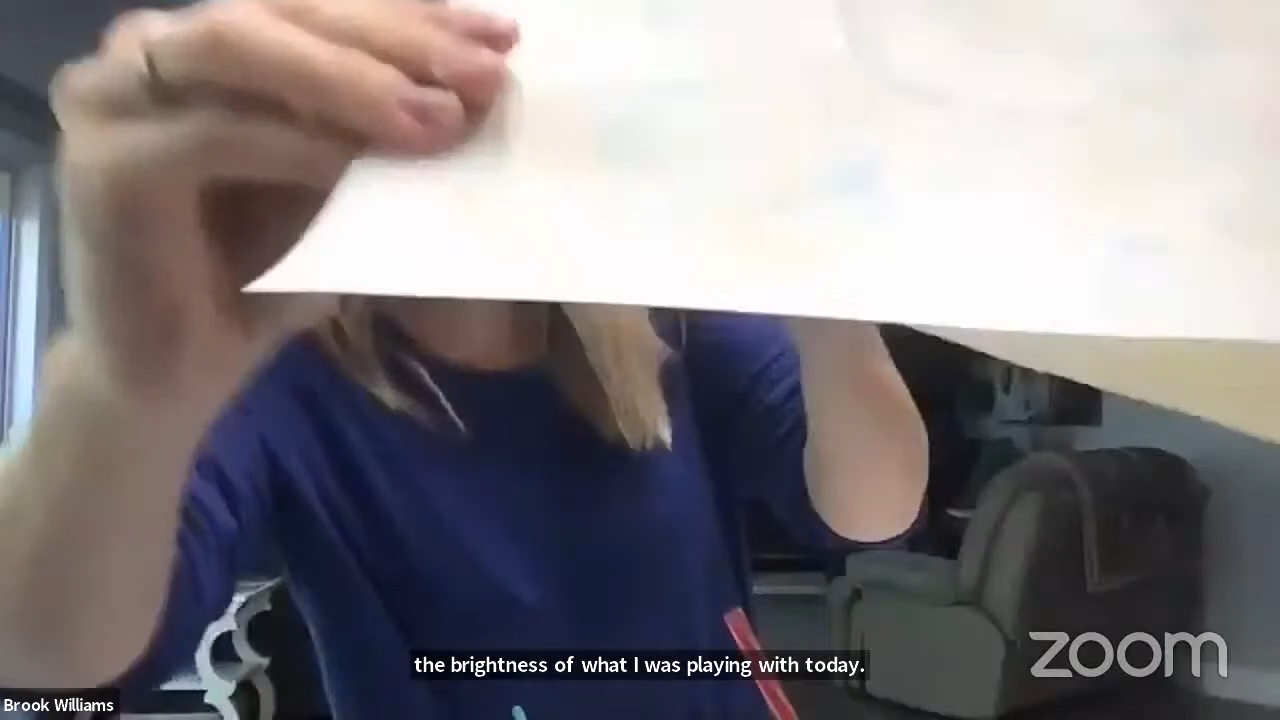 the brightness of what I was playing with today.
zoom
Brook Williams